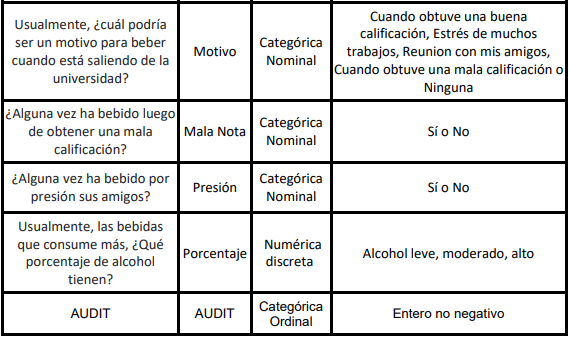 Usualmente, ¿cuál podría
ser un motivo para beber
cuando está saliendo de la
universidad?
Motivo
Categórica
Nominal
Cuando obtuve una buena
calificación, Estrés de muchos
trabajos, Reunion con mis amigos,
Cuando obtuve una mala calificación o
Ninguna
¿Alguna vez ha bebido luego
de obtener una mala
calificación?
Mala Nota
Categórica
Nominal
Sí o No
¿Alguna vez ha bebido por
presión sus amigos?
Presión
Categórica
Nominal
Sí o No
Usualmente, las bebidas
que consume más, ¿Qué
porcentaje de alcohol
tienen?
Porcentaje
Numérica
discreta
Alcohol leve, moderado, alto
AUDIT
AUDIT
Categórica
Ordinal
Entero no negativo